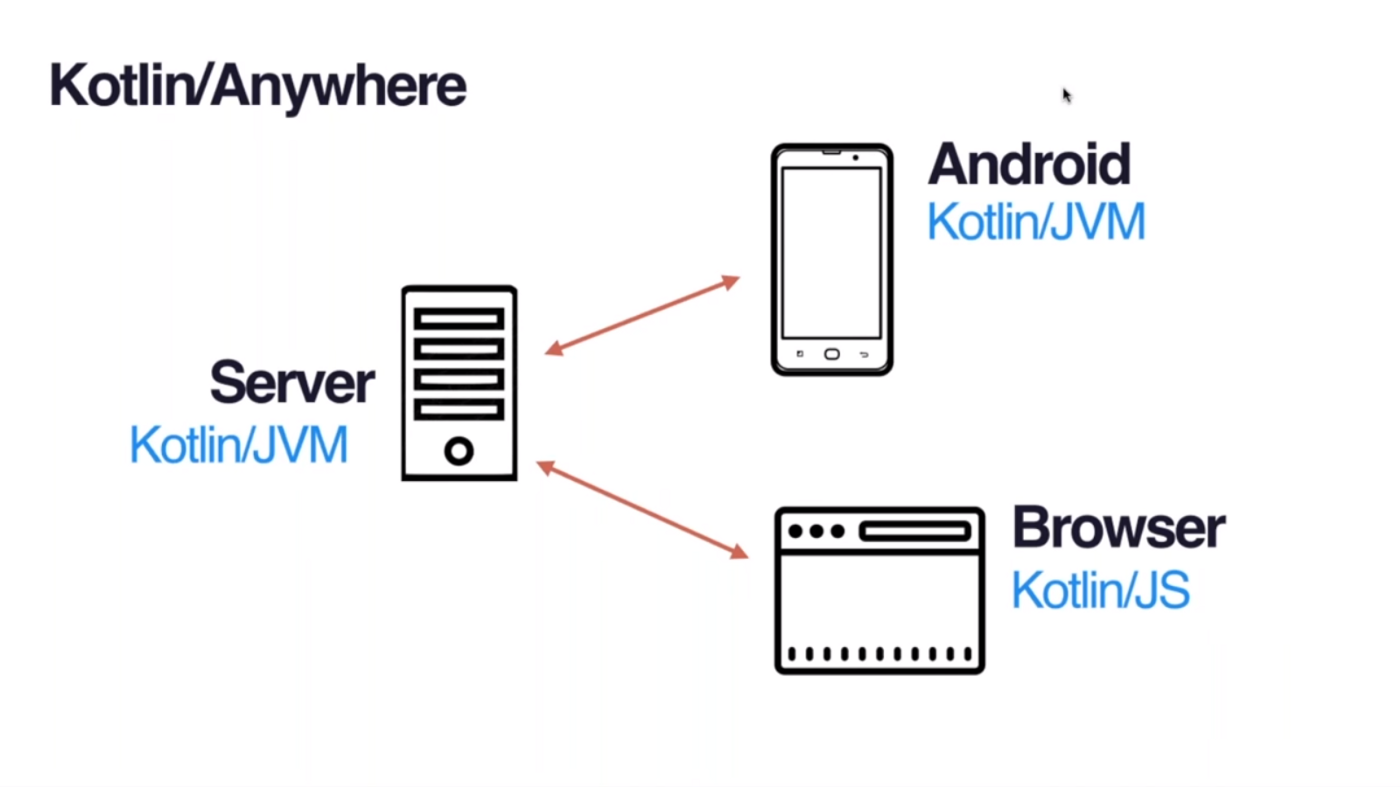 Kotlin/Anywhere
Android
Kotlin/JVM
Server
Kotlin/JVM
Browser
Kotlin/JS